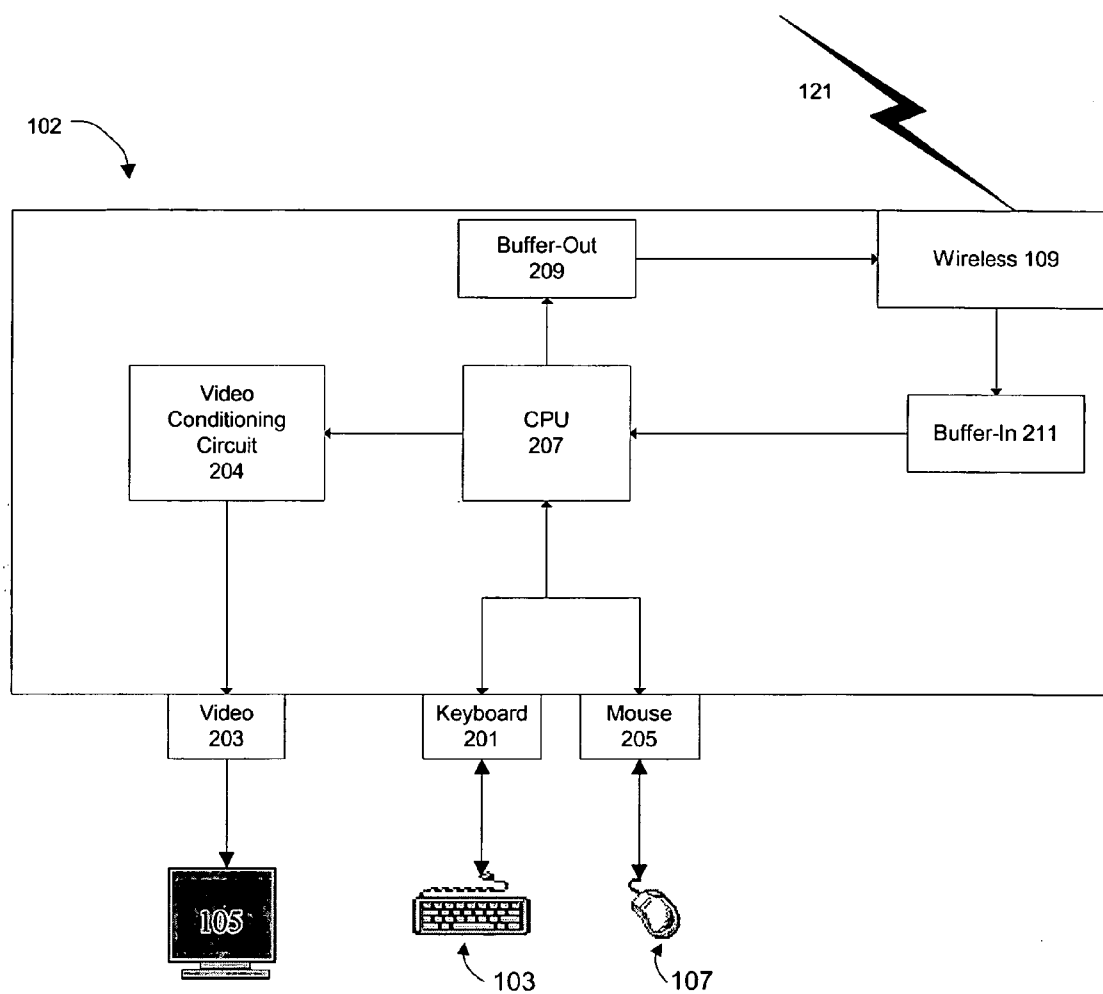 121
102
Buffer-Out
209
Wireless 109
Video
Conditioning
Circuit
204
CPU
207
Buffer-In 211
Video
203
Keyboard
201
Mouse
205
105
103
107